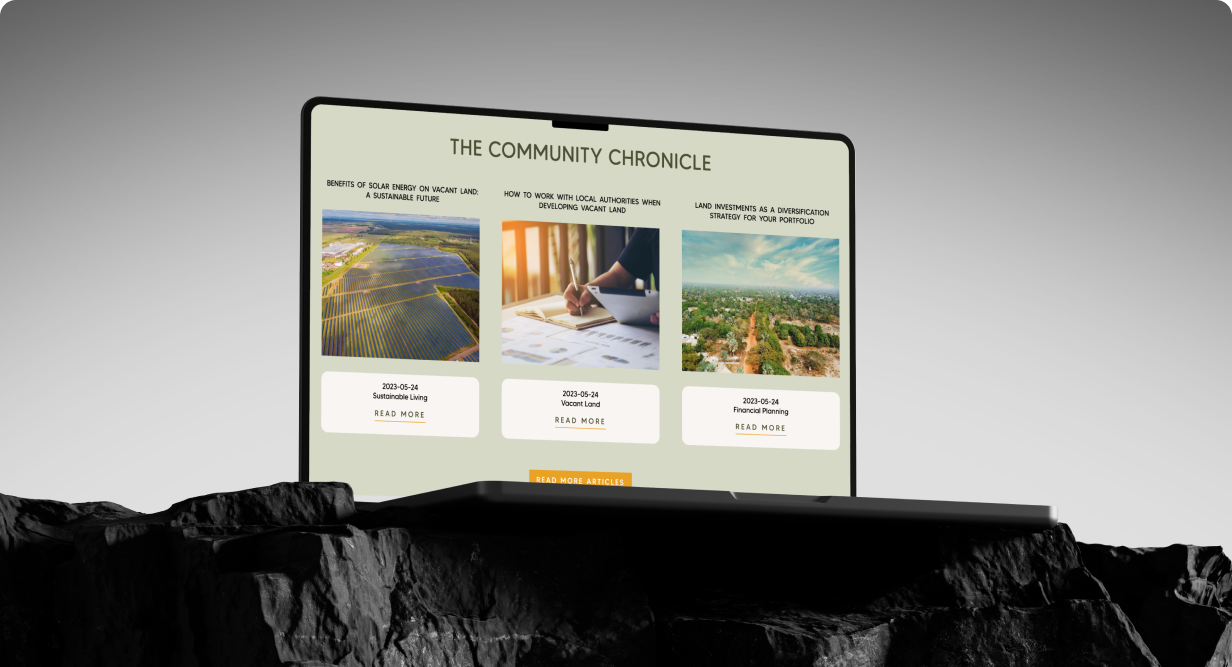 THE COMMUNITY CHRONICLE
BENEFITS OF SOLAR ENERGY ON VACANT LAND:
A SUSTAINABLE FUTURE
HOW TO WORK WITH LOCAL AUTHORITIES WHEN
DEVELOPING VACANT LAND
LAND INVESTMENTS AS A DIVERSIFICATION
STRATEGY FOR YOUR PORTFOLIO
2023-05-24
Sustainable Living
READ MORE
2023-05-24
Vacant Land
READ MORE
2023-05-24
Financial Planning
READ MORE
READ MORE ARTICLES